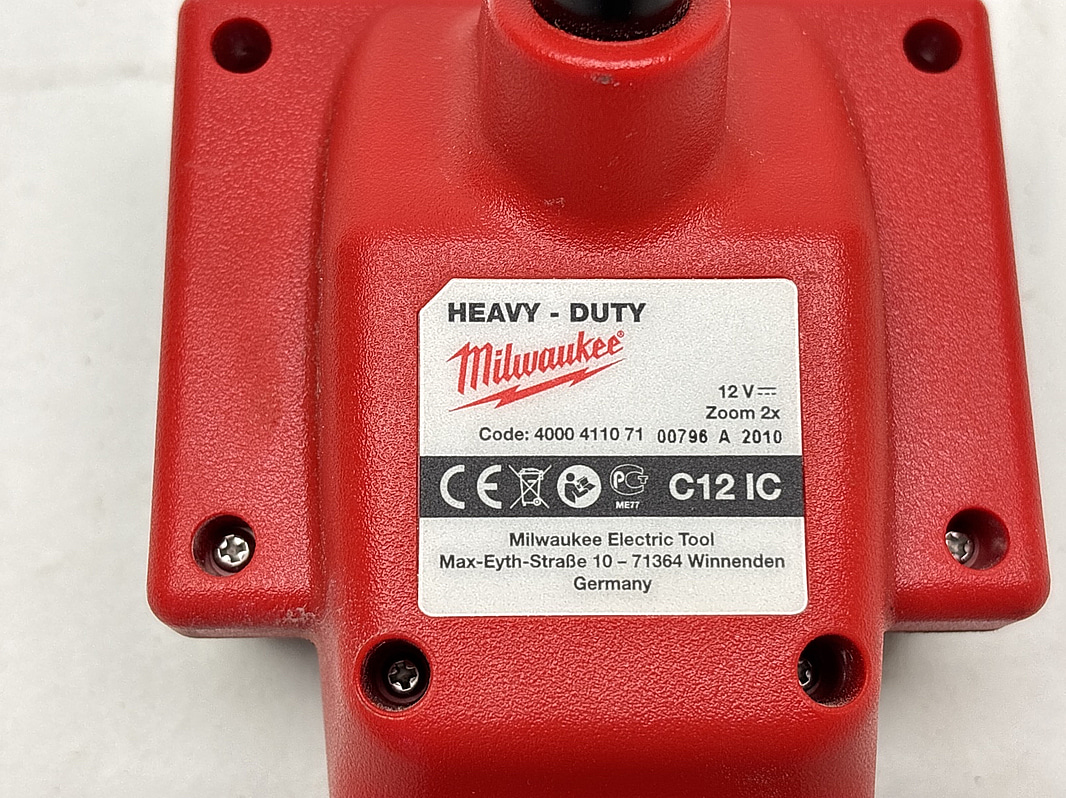 HEAVY - DUTY
Milwaukee®
12 V
Zoom 2x
Code: 4000 4110 71 00796 A 2010
CE PCT ME77 C12 IC
Milwaukee Electric Tool
Max-Eyth-Straße 10 – 71364 Winnenden
Germany